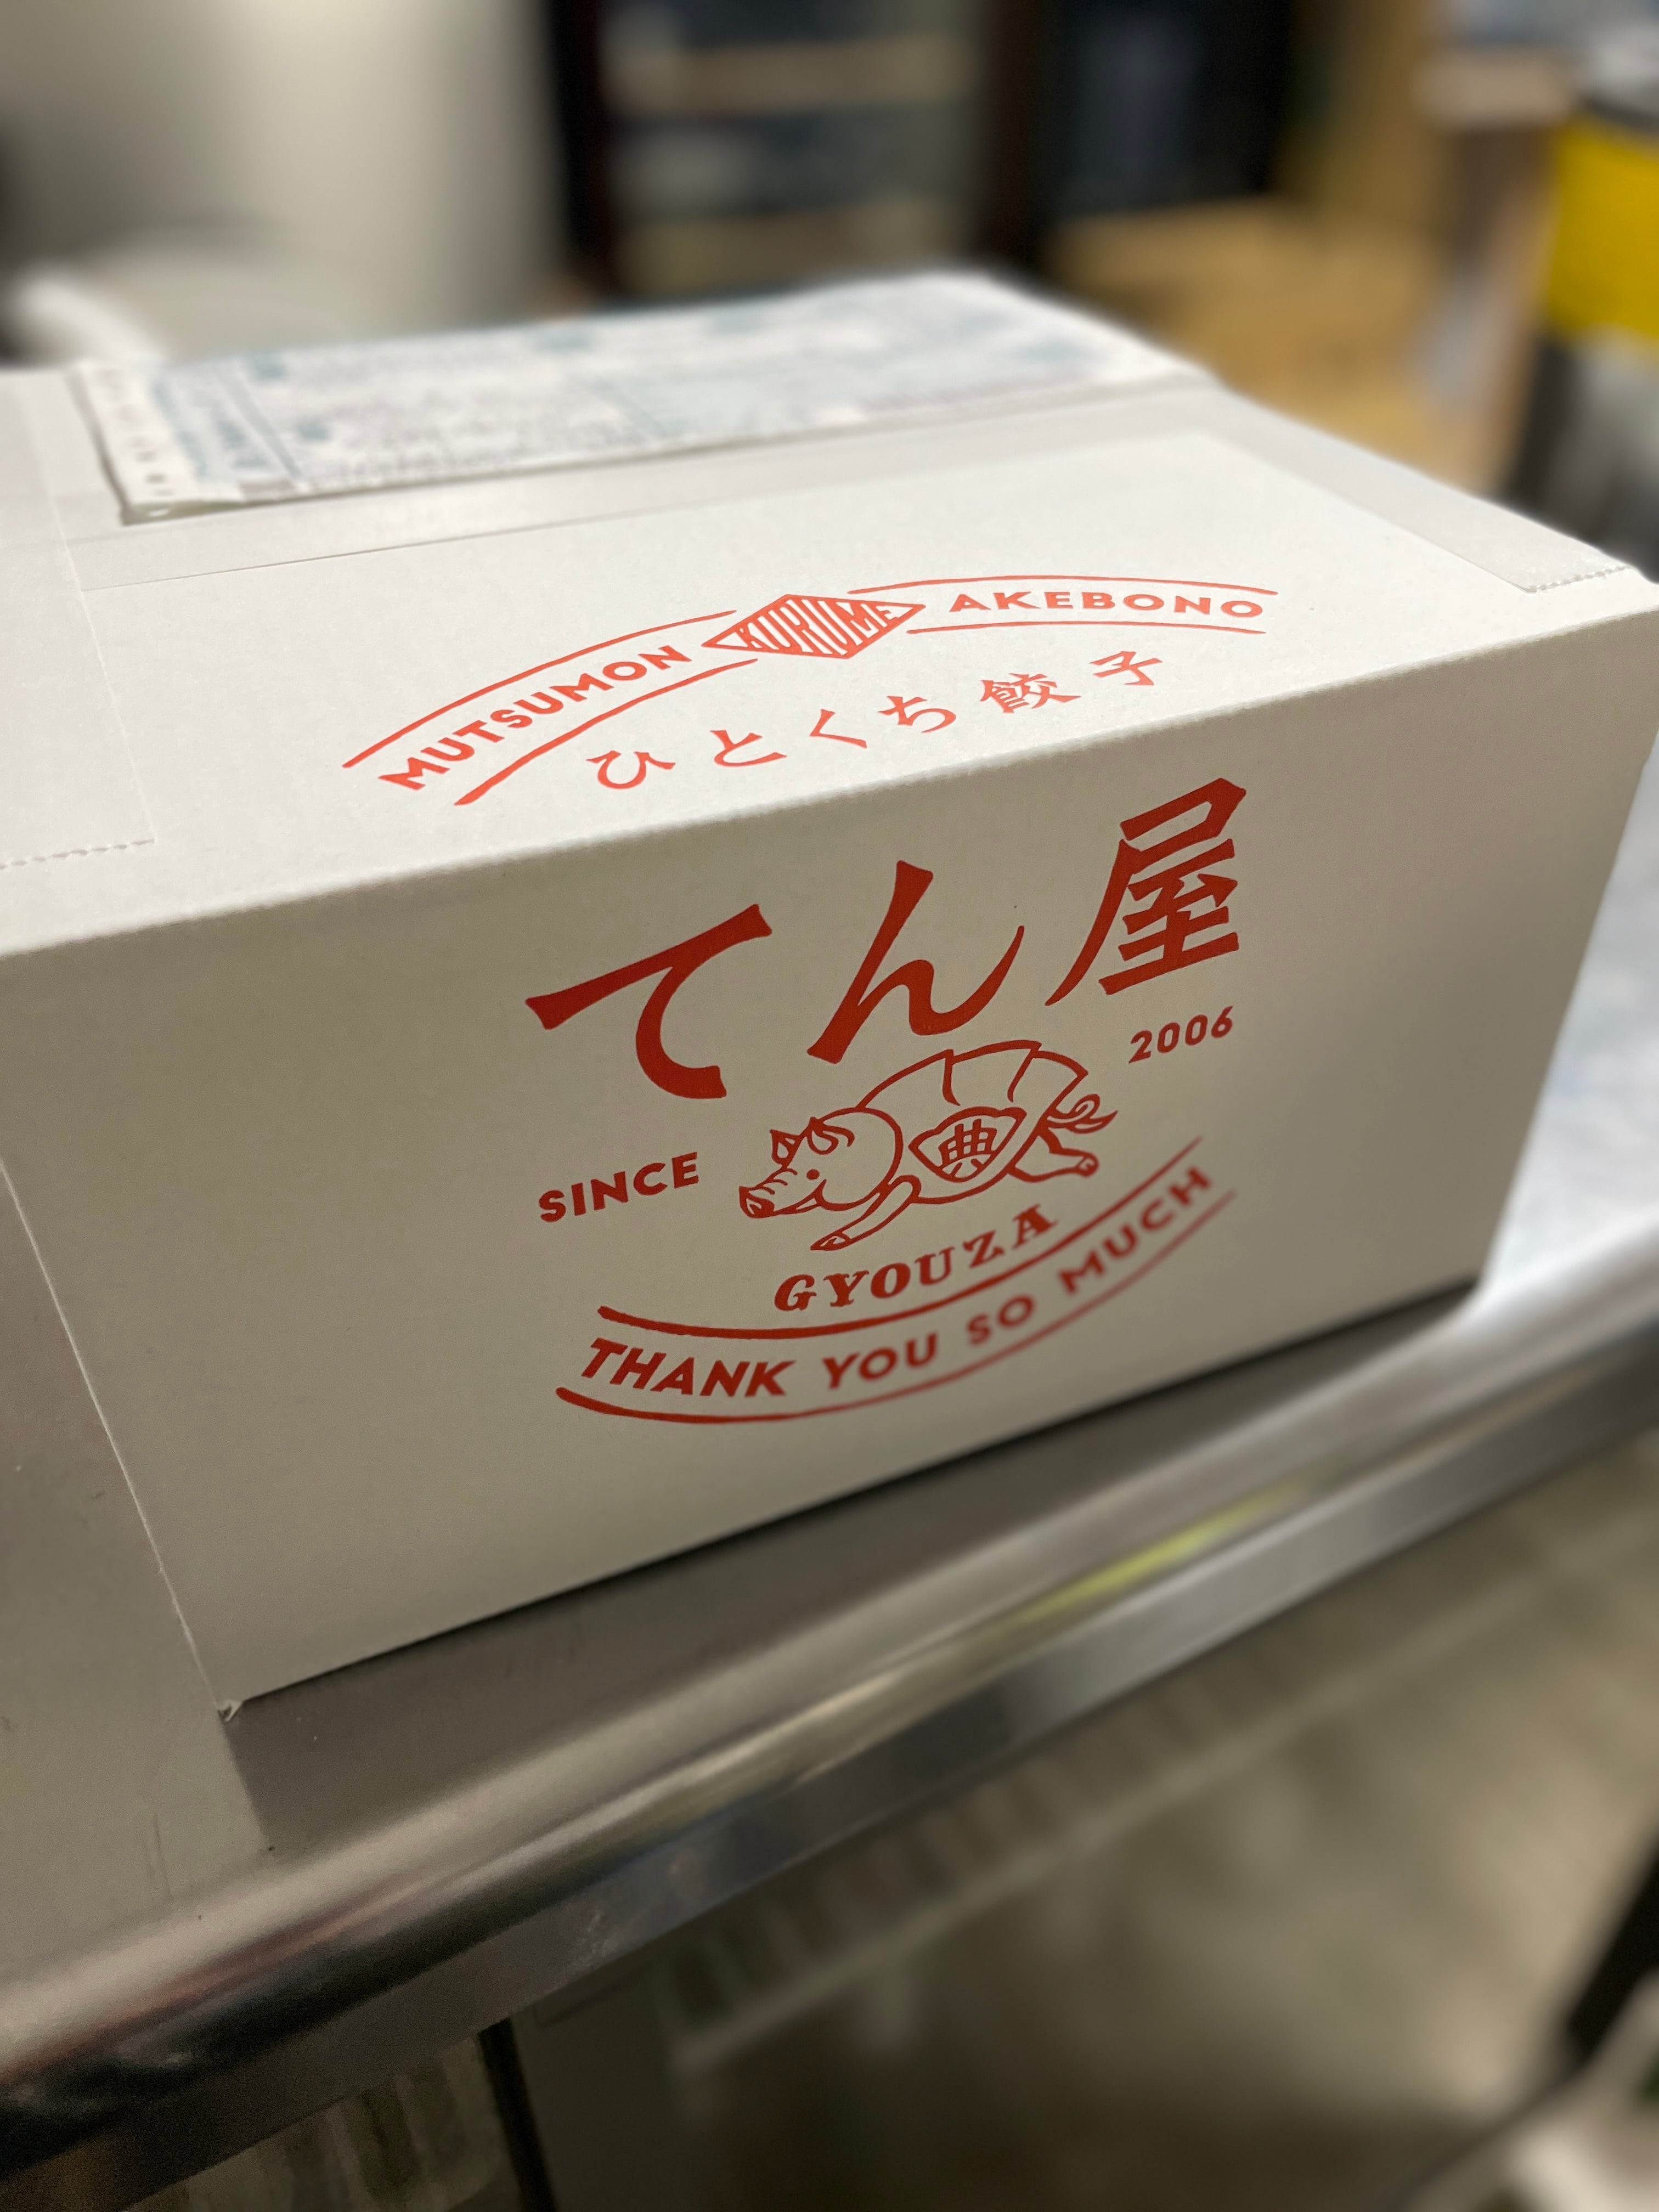 MUTSUMON KURUME AKEBONO
ひとくち餃子
てん屋
SINCE 2006
典
GYOUZA
THANK YOU SO MUCH